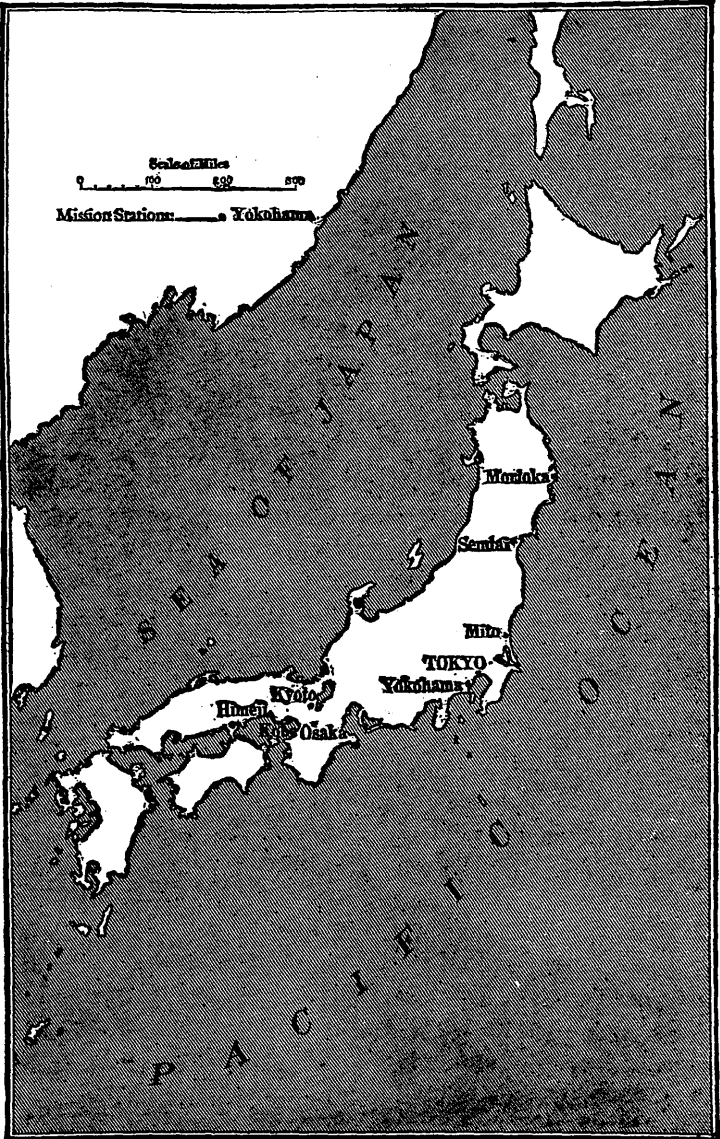 Scale of Miles
0 100 200 300
Mission Stations: Yokohama
SEA OF JAPAN
Morioka
Sendai
Mito
TOKYO
Yokohama
Kyoto
Himeji
Kobe Osaka
PACIFIC OCEAN